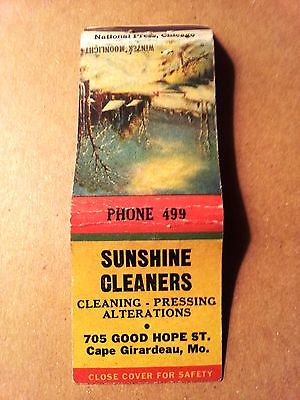 National Press, Chicago
WINTER MOONLIGHT
PHONE 499
SUNSHINE
CLEANERS
CLEANING - PRESSING
ALTERATIONS
705 GOOD HOPE ST.
Cape Girardeau, Mo.
CLOSE COVER FOR SAFETY